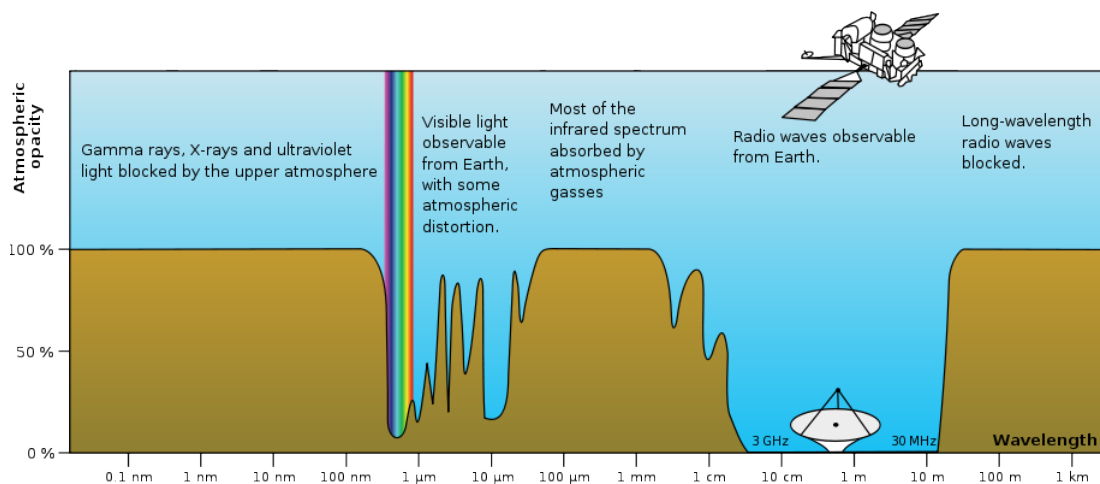 Atmospheric
opacity
Gamma rays, X-rays and ultraviolet
light blocked by the upper atmosphere
Visible light
observable
from Earth,
with some
atmospheric
distortion.
Most of the
infrared spectrum
absorbed by
atmospheric
gasses
Radio waves observable
from Earth.
Long-wavelength
radio waves
blocked.
100 %
50 %
0 %
3 GHz
30 MHz
Wavelength
0.1 nm
1 nm
10 nm
100 nm
1 μm
10 μm
100 μm
1 mm
1 cm
10 cm
1 m
10 m
100 m
1 km